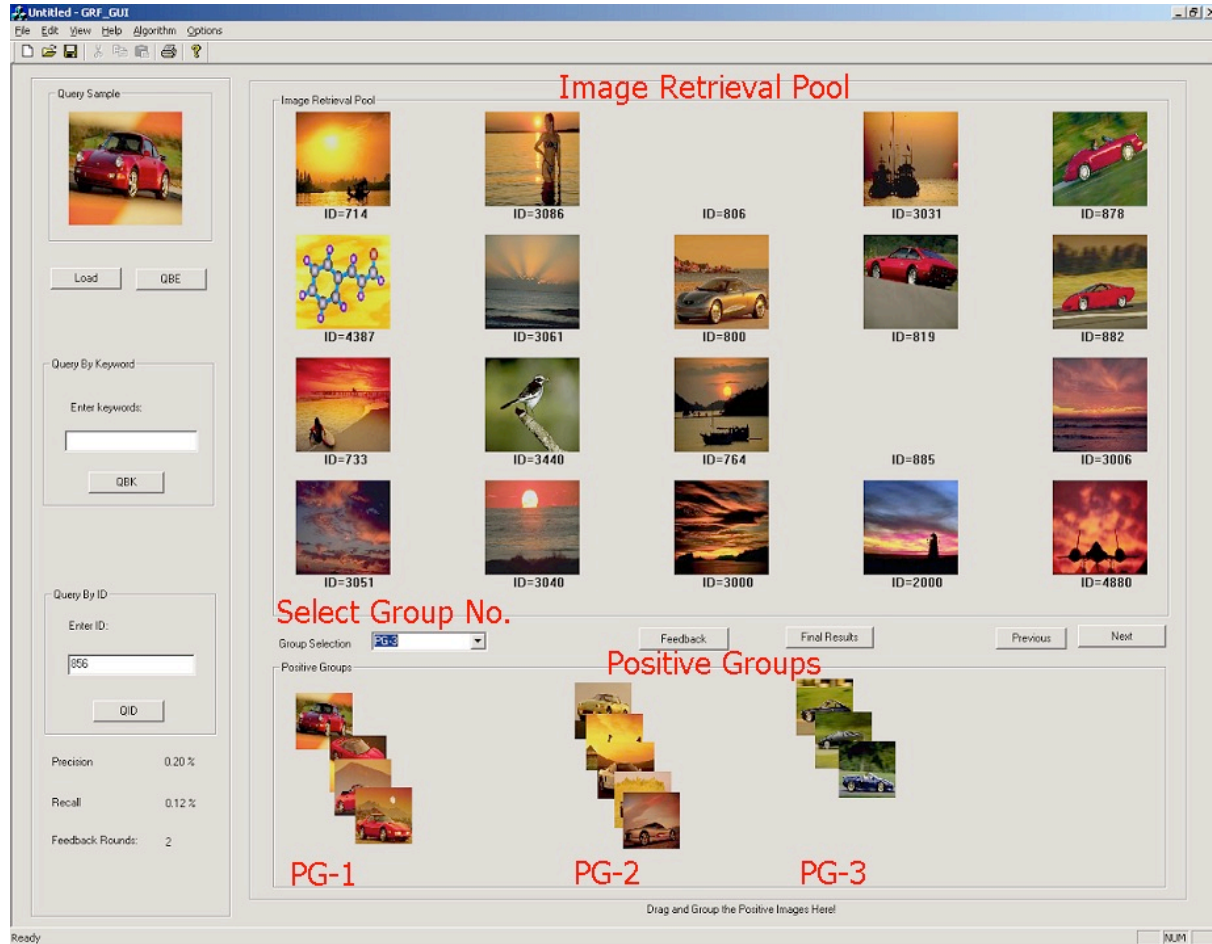 Untitled - GRF_GUI
File Edit View Help Algorithm Options
Query Sample
Load QBE
Query By Keyword
Enter keywords:
QBK
Query By ID
Enter ID:
856
QID
Precision 0.20 %
Recall 0.12 %
Feedback Rounds: 2
Image Retrieval Pool
Image Retrieval Pool
ID=714 ID=3086 ID=806 ID=3031 ID=878
ID=4387 ID=3061 ID=800 ID=819 ID=882
ID=733 ID=3440 ID=764 ID=885 ID=3006
ID=3051 ID=3040 ID=3000 ID=2000 ID=4880
Select Group No.
Group Selection PG-3 Feedback Final Results Previous Next
Positive Groups
Positive Groups
PG-1 PG-2 PG-3
Drag and Group the Positive Images Here!
Ready NUM